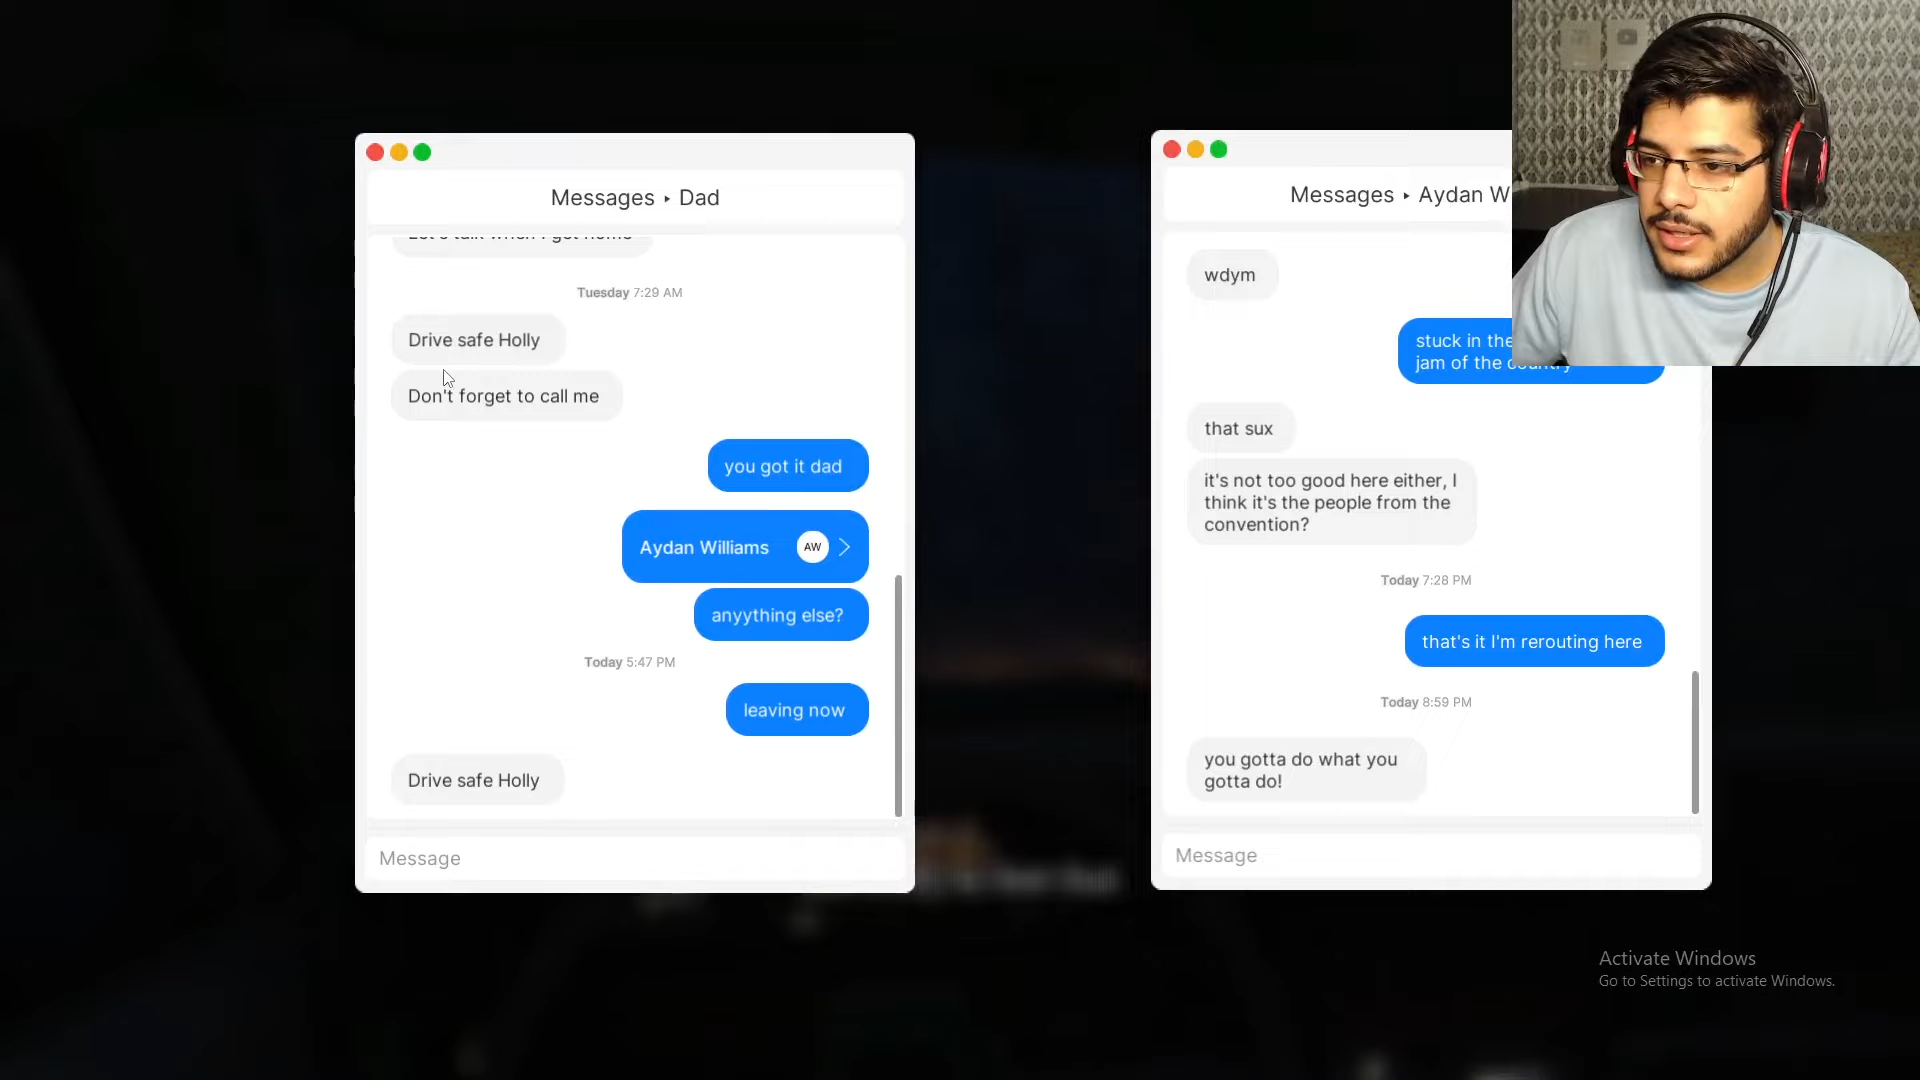 Messages ▸ Dad
Tuesday 7:29 AM
Drive safe Holly
Don't forget to call me
you got it dad
Aydan Williams AW
anyything else?
Today 5:47 PM
leaving now
Drive safe Holly
Message
Messages ▸ Aydan W
wdym
stuck in the
jam of the country
that sux
it's not too good here either, I
think it's the people from the
convention?
Today 7:28 PM
that's it I'm rerouting here
Today 8:59 PM
you gotta do what you
gotta do!
Message
Activate Windows
Go to Settings to activate Windows.